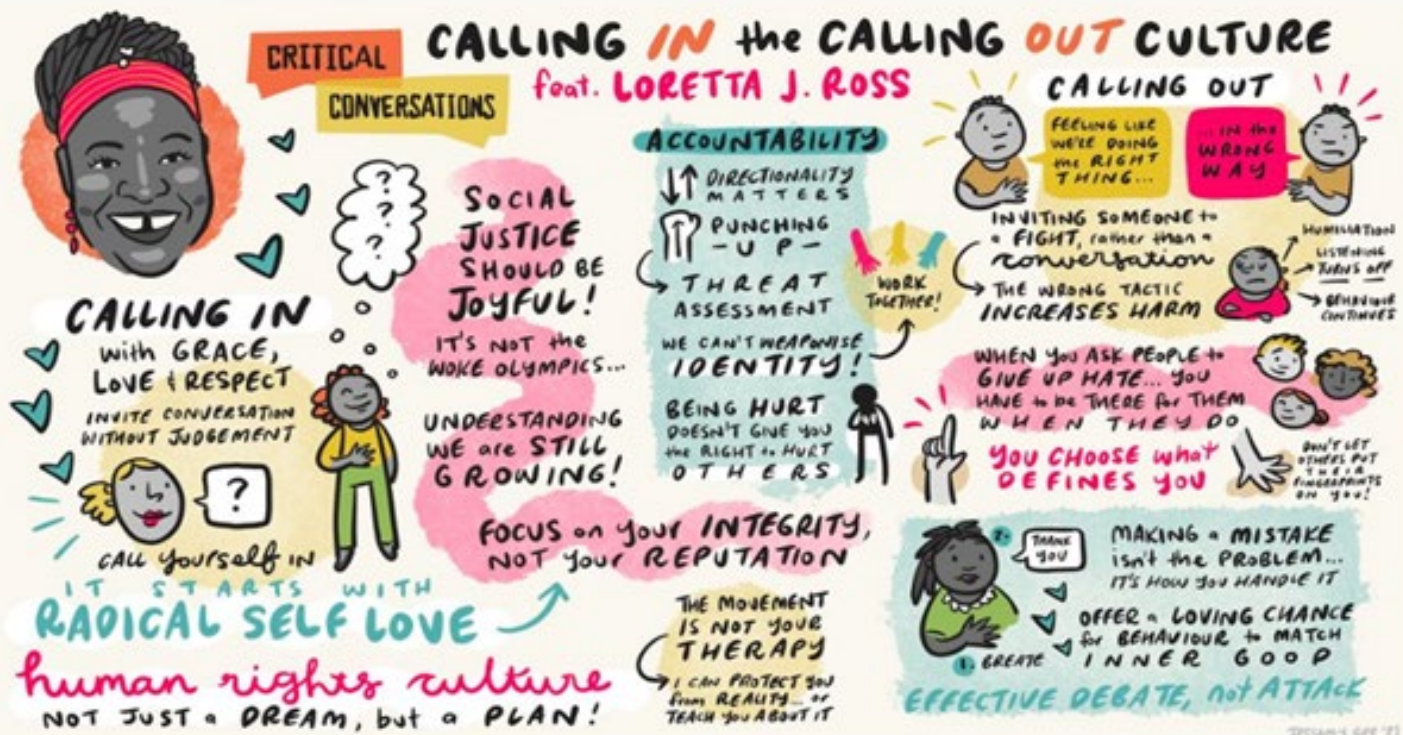 CRITICAL
CONVERSATIONS
CALLING IN the CALLING OUT CULTURE
feat. LORETTA J. ROSS
CALLING IN
with GRACE,
LOVE & RESPECT
INVITE CONVERSATION
WITHOUT JUDGEMENT
?
CALL yourself IN
IT STARTS WITH
RADICAL SELF LOVE
human rights culture
NOT JUST a DREAM, but a PLAN!
?
?
?
SOCIAL
JUSTICE
SHOULD BE
JOYFUL!
IT'S NOT the
WOKE OLYMPICS...
UNDERSTANDING
WE are STILL
GROWING!
FOCUS on your INTEGRITY,
NOT your REPUTATION
THE MOVEMENT
IS NOT YOUR
THERAPY
I CAN PROTECT YOU
from REALITY... or
TEACH YOU ABOUT IT
ACCOUNTABILITY
DIRECTIONALITY
MATTERS
PUNCHING
- UP -
THREAT
ASSESSMENT
WE CAN'T WEAPONISE
IDENTITY!
WORK
TOGETHER!
BEING HURT
DOESN'T GIVE YOU
the RIGHT to HURT
OTHERS
CALLING OUT
FEELING LIKE
WE'RE DOING
the RIGHT
THING...
...IN the
WRONG
WAY
INVITING SOMEONE to
a FIGHT, rather than a
conversation
THE WRONG TACTIC
INCREASES HARM
HUMILIATION
LISTENING
TURNS OFF
BEHAVIOUR
CONTINUES
WHEN YOU ASK PEOPLE to
GIVE UP HATE... YOU
HAVE to be THERE for THEM
WHEN THEY DO
YOU CHOOSE what
DEFINES YOU
DON'T LET
OTHERS PUT
THEIR
FINGERPRINTS
ON YOU!
2.
THANK
YOU
1. BREATE
MAKING a MISTAKE
isn't the PROBLEM...
IT'S HOW YOU HANDLE IT
OFFER a LOVING CHANCE
for BEHAVIOUR to MATCH
INNER GOOD
EFFECTIVE DEBATE, not ATTACK